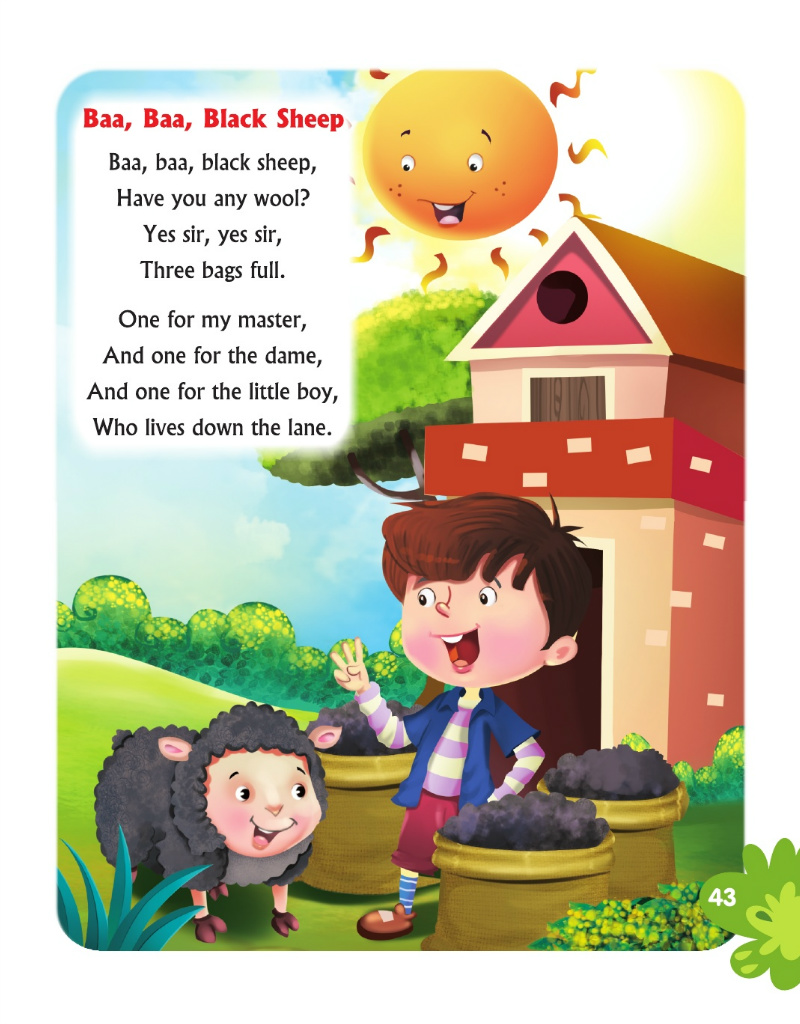 Baa, Baa, Black Sheep
Baa, baa, black sheep,
Have you any wool?
Yes sir, yes sir,
Three bags full.
One for my master,
And one for the dame,
And one for the little boy,
Who lives down the lane.
43